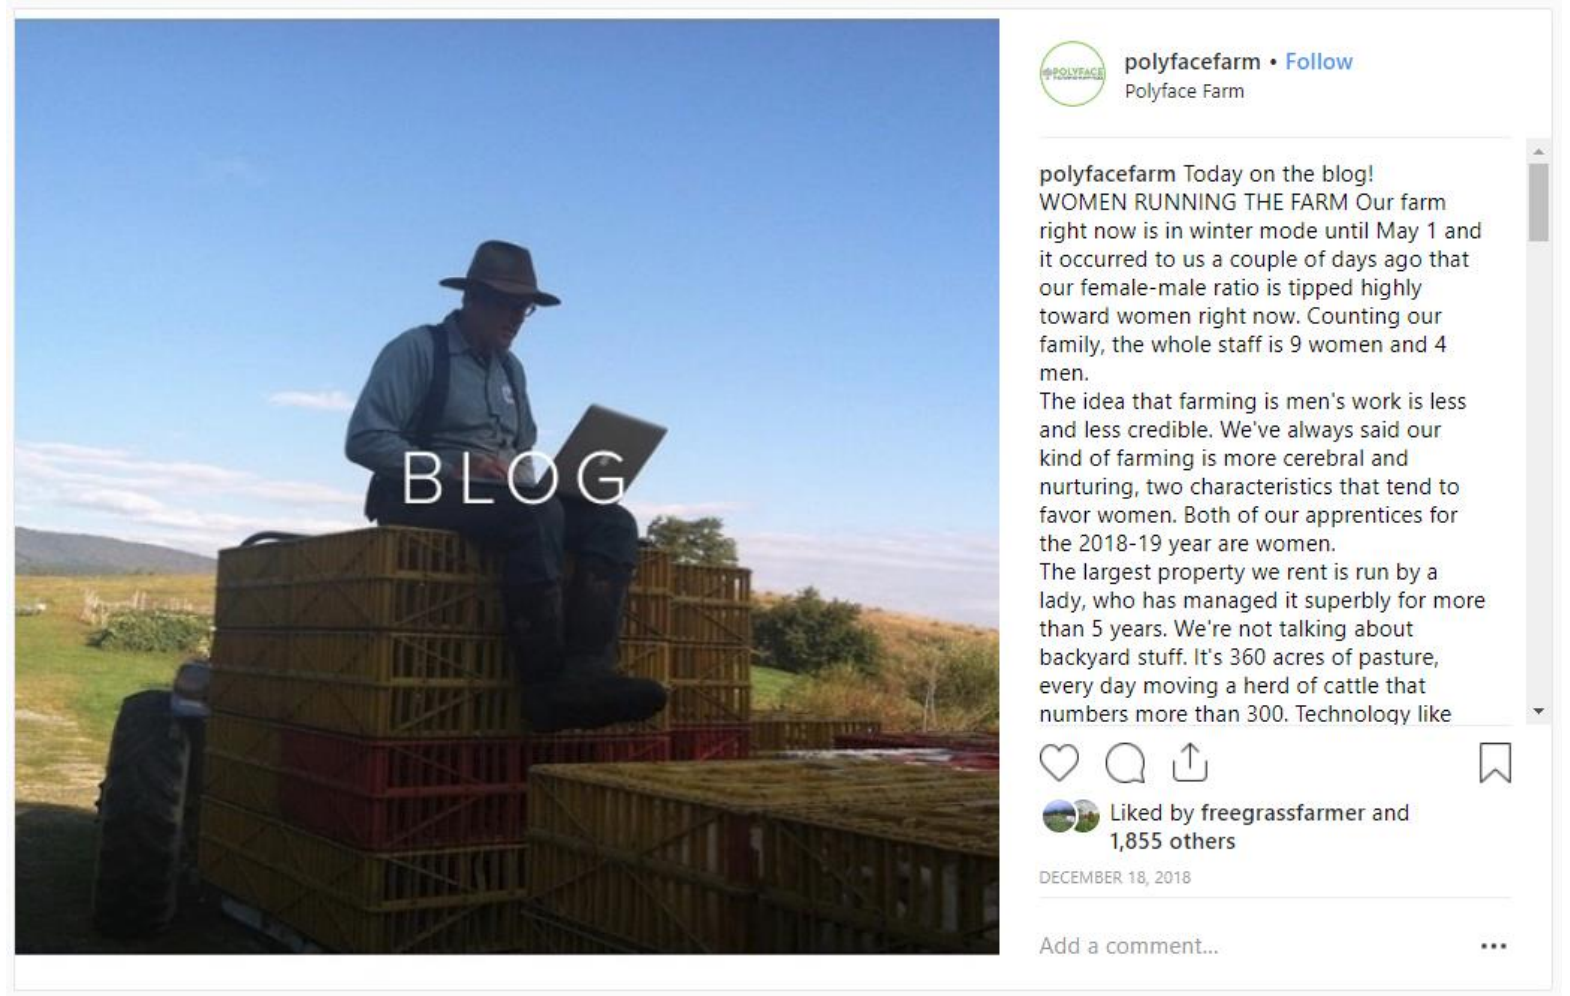 BLOG
POLYFACE
polyfacefarm • Follow
Polyface Farm
polyfacefarm Today on the blog!
WOMEN RUNNING THE FARM Our farm
right now is in winter mode until May 1 and
it occurred to us a couple of days ago that
our female-male ratio is tipped highly
toward women right now. Counting our
family, the whole staff is 9 women and 4
men.
The idea that farming is men's work is less
and less credible. We've always said our
kind of farming is more cerebral and
nurturing, two characteristics that tend to
favor women. Both of our apprentices for
the 2018-19 year are women.
The largest property we rent is run by a
lady, who has managed it superbly for more
than 5 years. We're not talking about
backyard stuff. It's 360 acres of pasture,
every day moving a herd of cattle that
numbers more than 300. Technology like
Liked by freegrassfarmer and
1,855 others
DECEMBER 18, 2018
Add a comment...